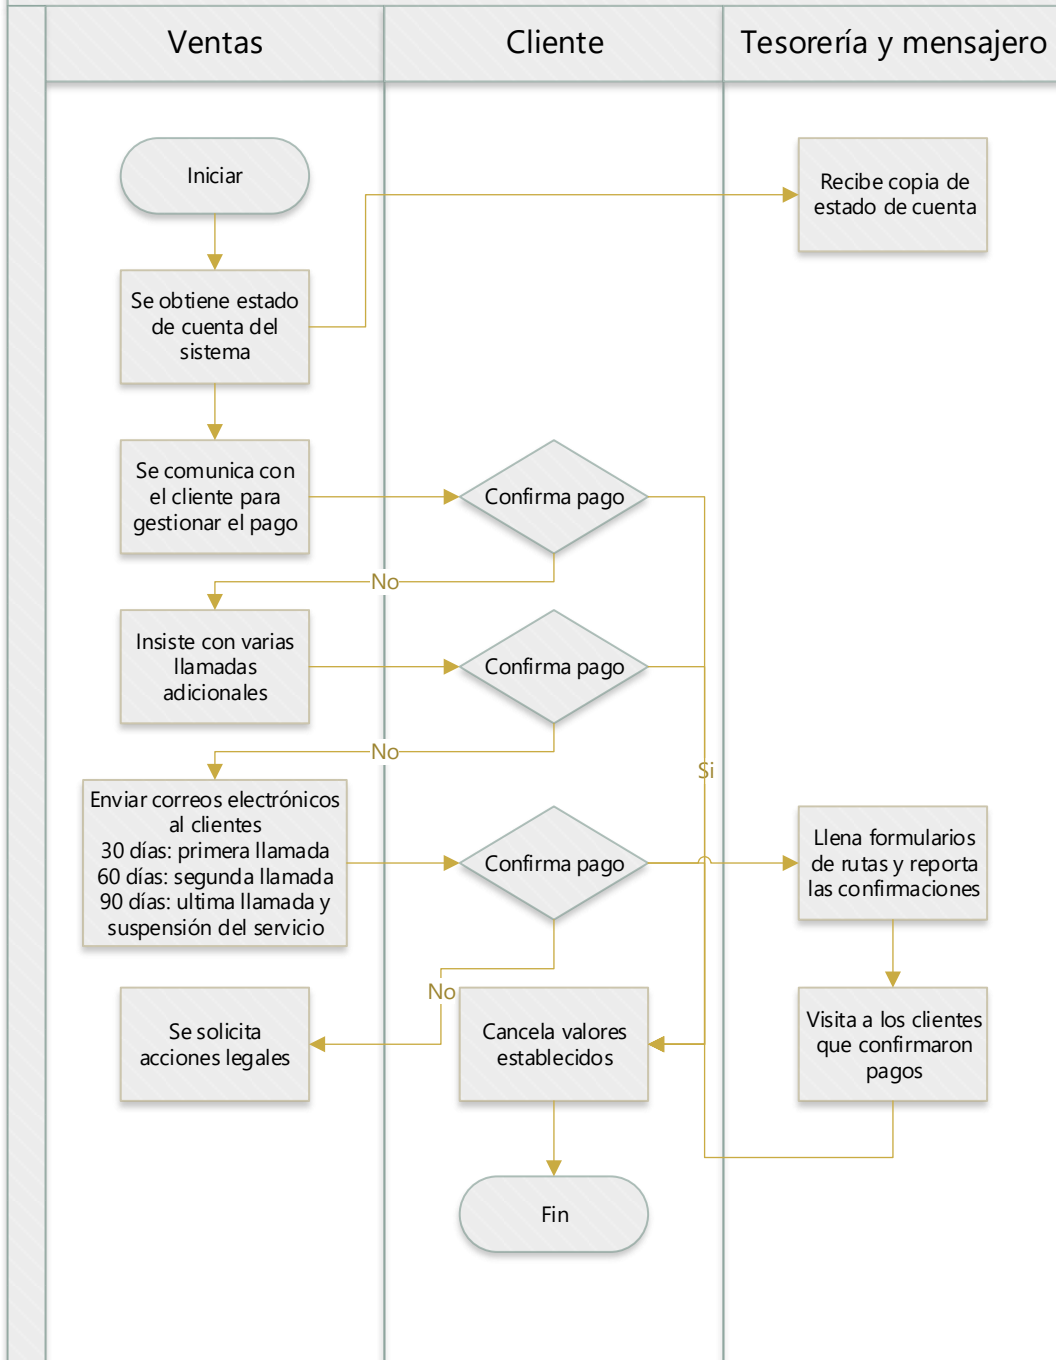 Ventas
Cliente
Tesorería y mensajero
Iniciar
Recibe copia de
estado de cuenta
Se obtiene estado
de cuenta del
sistema
Se comunica con
el cliente para
gestionar el pago
Confirma pago
No
Insiste con varias
llamadas
adicionales
Confirma pago
No
Si
Enviar correos electrónicos
al clientes
30 días: primera llamada
60 días: segunda llamada
90 días: ultima llamada y
suspensión del servicio
Confirma pago
Llena formularios
de rutas y reporta
las confirmaciones
No
Se solicita
acciones legales
Cancela valores
establecidos
Visita a los clientes
que confirmaron
pagos
Fin